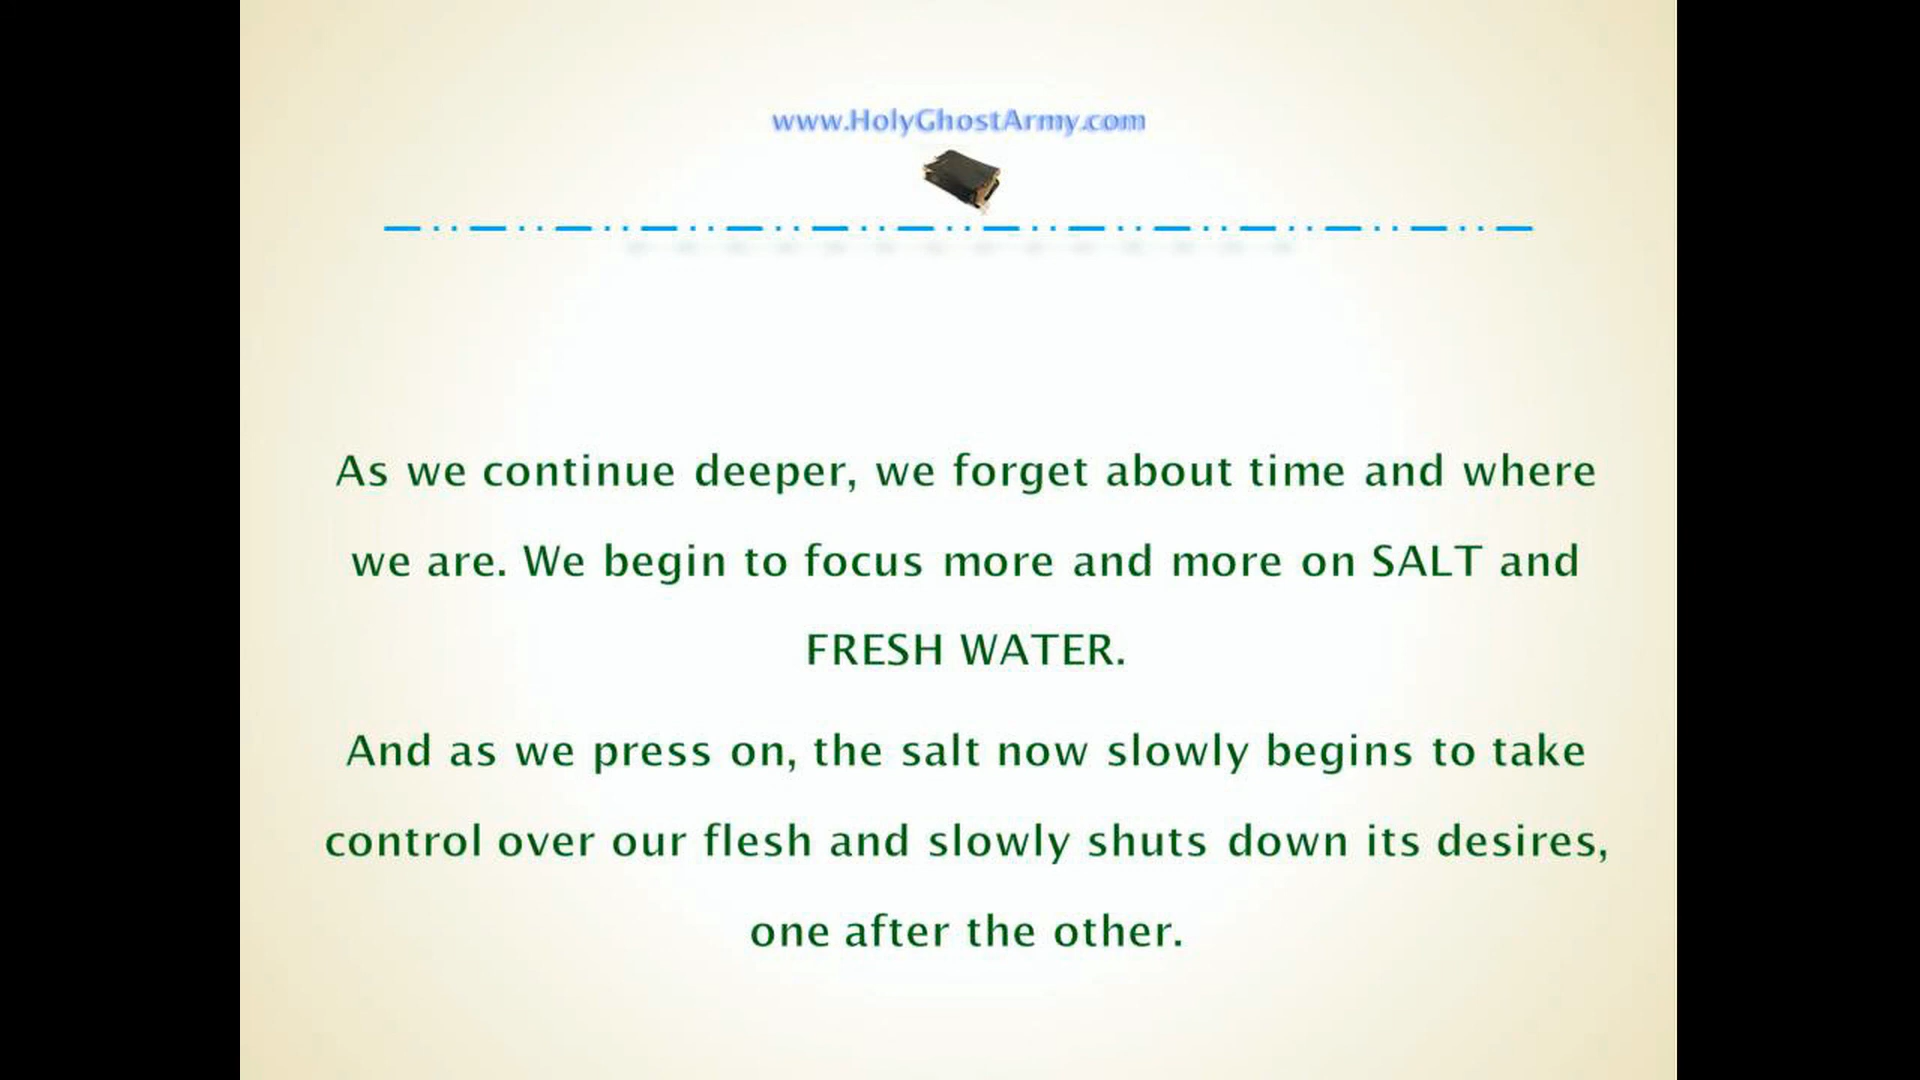 www.HolyGhostArmy.com
As we continue deeper, we forget about time and where
we are. We begin to focus more and more on SALT and
FRESH WATER.
And as we press on, the salt now slowly begins to take
control over our flesh and slowly shuts down its desires,
one after the other.